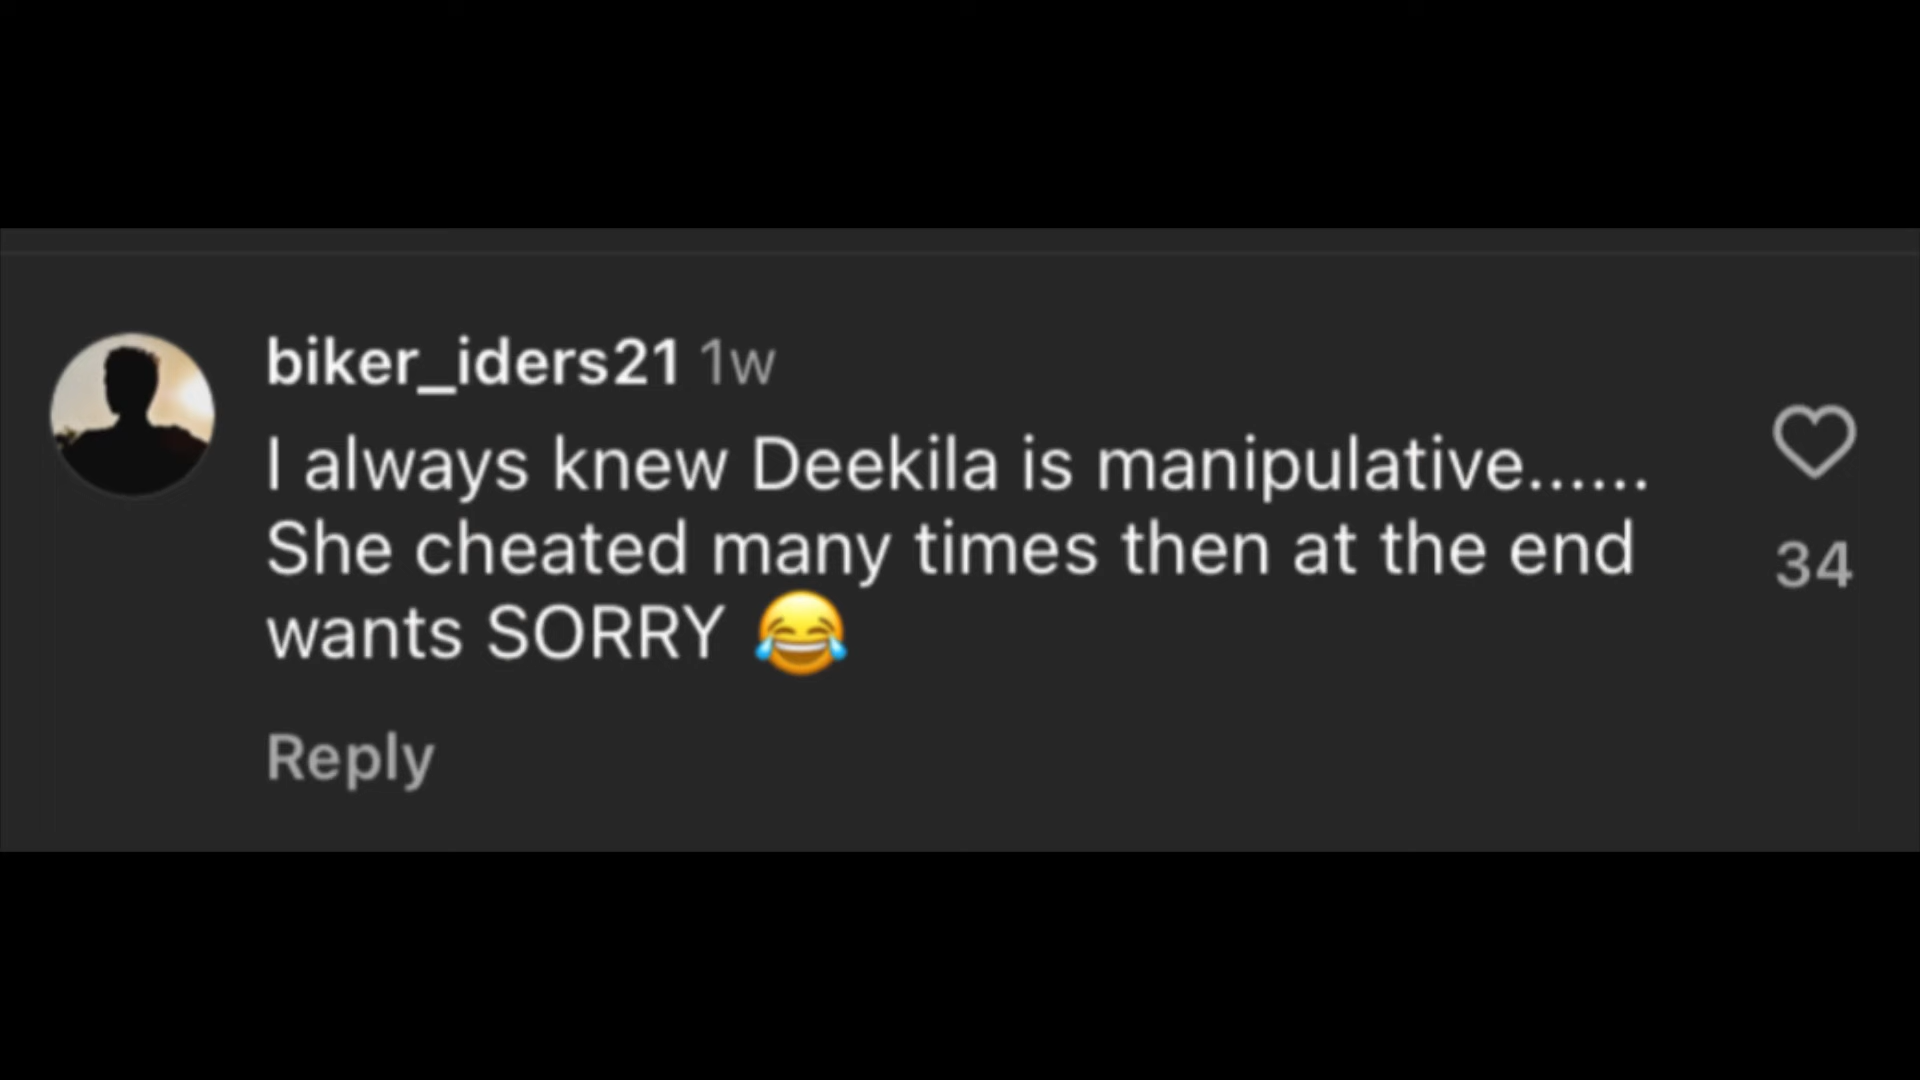 biker_iders21 1w
I always knew Deekila is manipulative......
She cheated many times then at the end
wants SORRY 😂
34
Reply